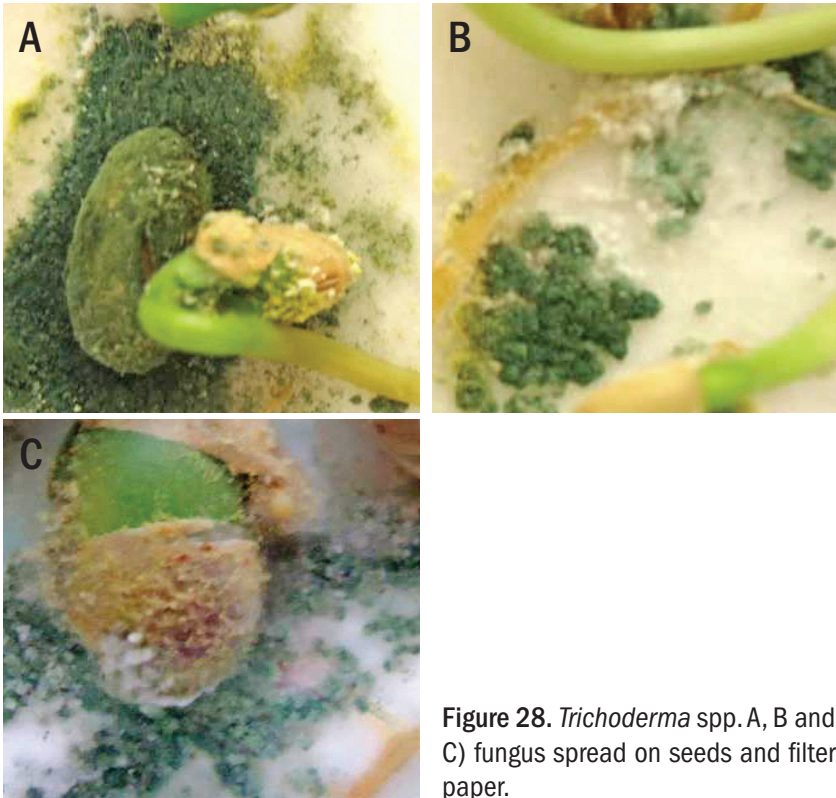 A
B
C
Figure 28. Trichoderma spp. A, B and
C) fungus spread on seeds and filter
paper.